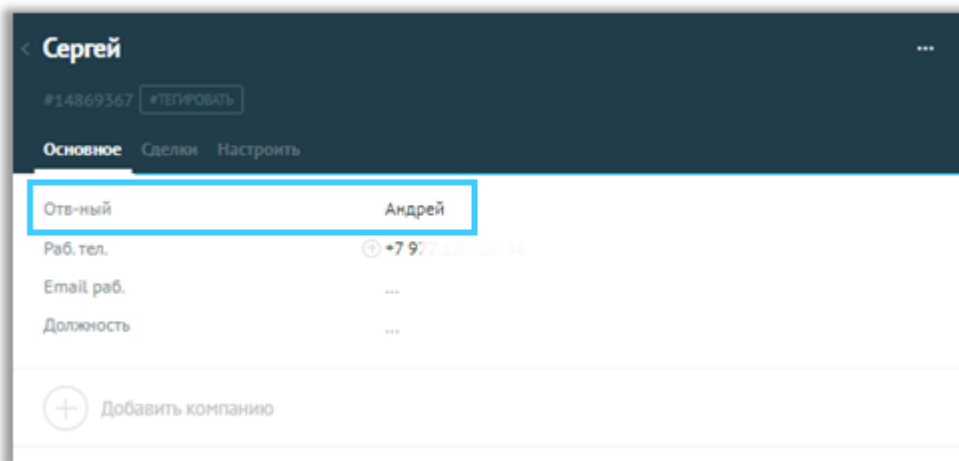 Сергей
#14869367 #ТЕГИРОВАТЬ
Основное Сделки Настроить
Отв-ный Андрей
Раб. тел. +7 9
Email раб. ...
Должность ...
Добавить компанию